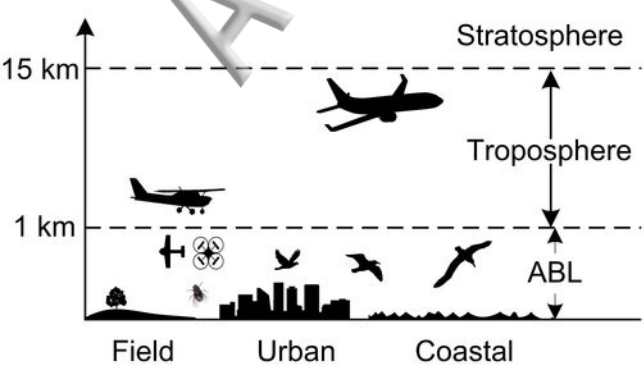 Stratosphere
15 km
Troposphere
1 km
ABL
Field Urban Coastal
A